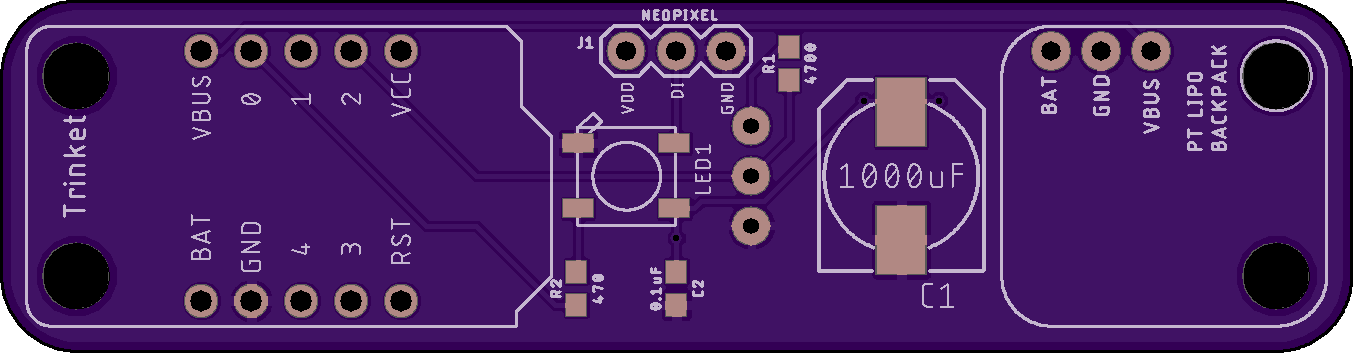 NEOPIXEL
J1
VDD
DI
GND
R1
4700
VBUS
0
1
2
VCC
Trinket
BAT
GND
4
3
RST
LED1
R2
470
0.1uF
C2
1000uF
C1
BAT
GND
VBUS
PT LIPO
BACKPACK